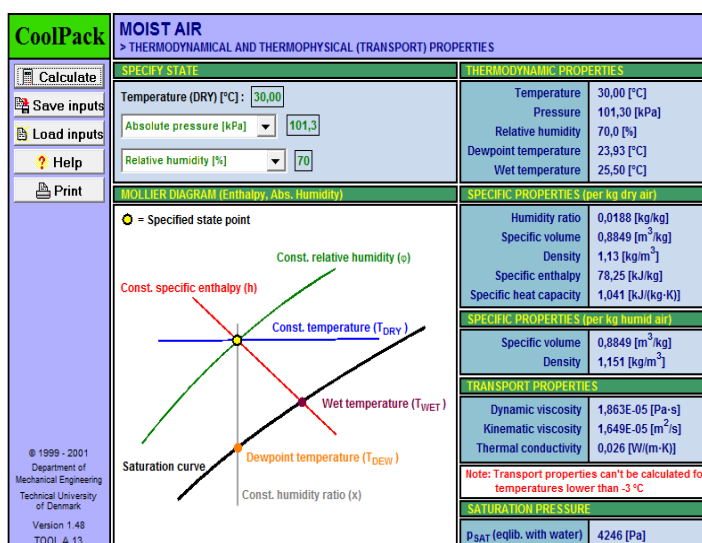 CoolPack
MOIST AIR
> THERMODYNAMICAL AND THERMOPHYSICAL (TRANSPORT) PROPERTIES
Calculate
Save inputs
Load inputs
? Help
Print
© 1999 - 2001
Department of
Mechanical Engineering
Technical University
of Denmark
Version 1.48
TOOL A.13
SPECIFY STATE
Temperature (DRY) [°C] : 30,00
Absolute pressure [kPa] 101,3
Relative humidity [%] 70
MOLLIER DIAGRAM (Enthalpy, Abs. Humidity)
= Specified state point
Const. relative humidity (φ)
Const. specific enthalpy (h)
Const. temperature (TDRY)
Wet temperature (TWET)
Saturation curve
Dewpoint temperature (TDEW)
Const. humidity ratio (x)
THERMODYNAMIC PROPERTIES
Temperature 30,00 [°C]
Pressure 101,30 [kPa]
Relative humidity 70,0 [%]
Dewpoint temperature 23,93 [°C]
Wet temperature 25,50 [°C]
SPECIFIC PROPERTIES (per kg dry air)
Humidity ratio 0,0188 [kg/kg]
Specific volume 0,8849 [m³/kg]
Density 1,13 [kg/m³]
Specific enthalpy 78,25 [kJ/kg]
Specific heat capacity 1,041 [kJ/(kg·K)]
SPECIFIC PROPERTIES (per kg humid air)
Specific volume 0,8849 [m³/kg]
Density 1,151 [kg/m³]
TRANSPORT PROPERTIES
Dynamic viscosity 1,863E-05 [Pa·s]
Kinematic viscosity 1,649E-05 [m²/s]
Thermal conductivity 0,026 [W/(m·K)]
Note: Transport properties can't be calculated fo
temperatures lower than -3 °C
SATURATION PRESSURE
PSAT (eqlib. with water) 4246 [Pa]